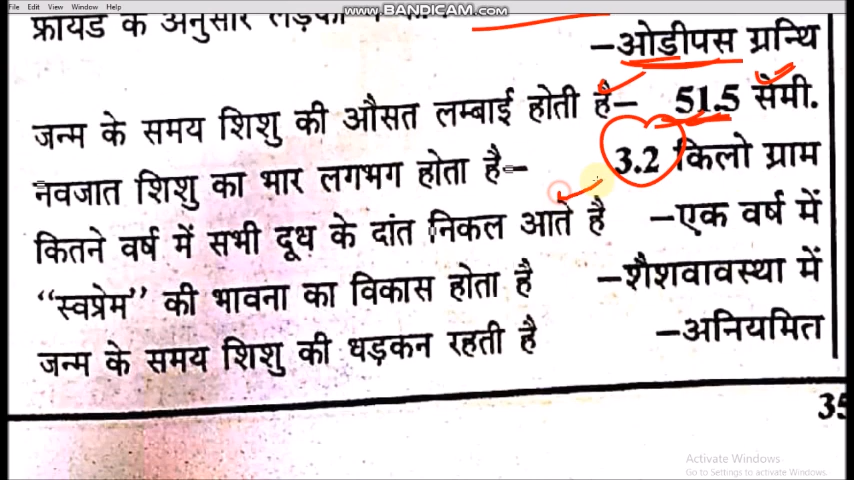 File Edit View Window Help
WWW.BANDICAM.COM
फ्रायड के अनुसार
–ओडीपस ग्रन्थि
जन्म के समय शिशु की औसत लम्बाई होती है– 51.5 सेमी.
नवजात शिशु का भार लगभग होता है– 3.2 किलो ग्राम
कितने वर्ष में सभी दूध के दांत निकल आते है –एक वर्ष में
“स्वप्रेम” की भावना का विकास होता है –शैशवावस्था में
जन्म के समय शिशु की धड़कन रहती है –अनियमित
35
Activate Windows
Go to Settings to activate Windows.